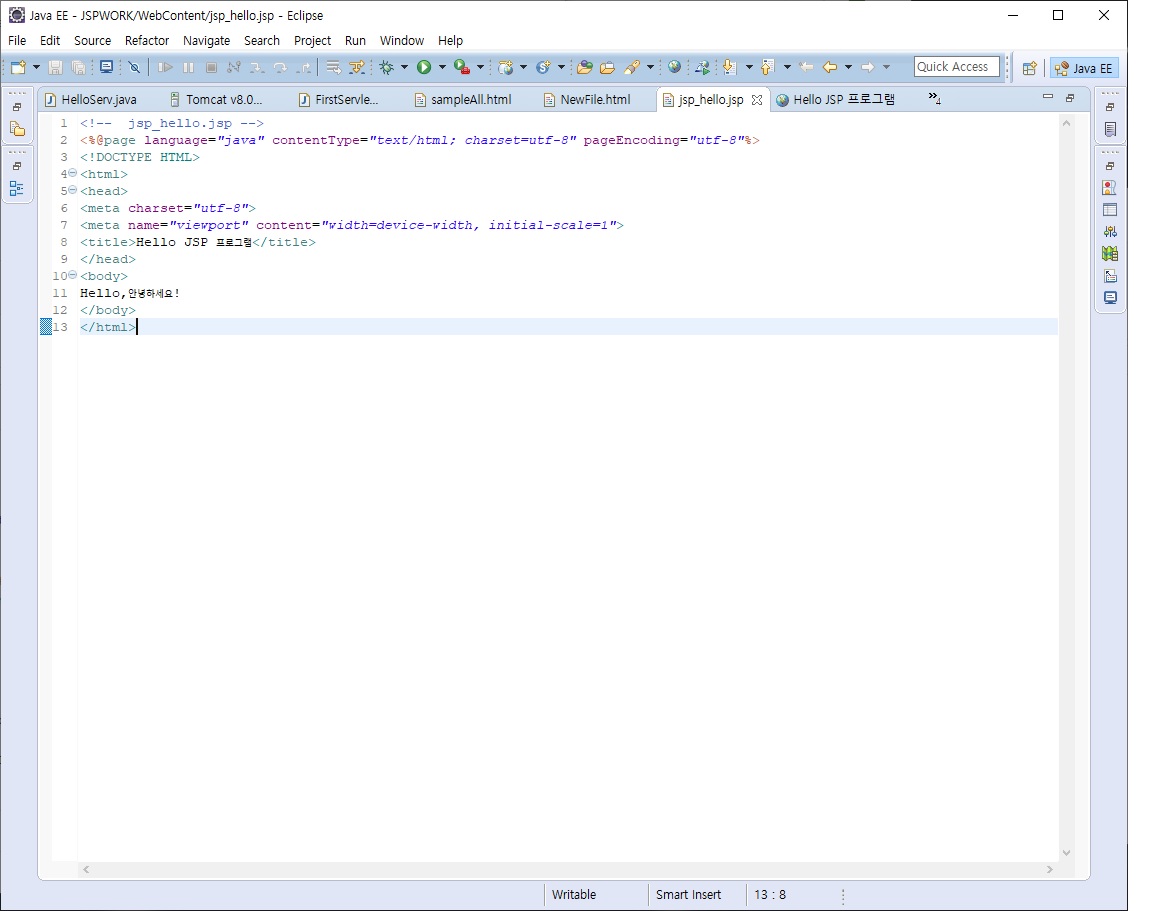 Java EE - JSPWORK/WebContent/jsp_hello.jsp - Eclipse
File Edit Source Refactor Navigate Search Project Run Window Help
Quick Access Java EE
HelloServ.java Tomcat v8.0... FirstServle... sampleAll.html NewFile.html jsp_hello.jsp Hello JSP 프로그램 »4
1 <!--  jsp_hello.jsp -->
2 <%@page language="java" contentType="text/html; charset=utf-8" pageEncoding="utf-8"%>
3 <!DOCTYPE HTML>
4 <html>
5 <head>
6 <meta charset="utf-8">
7 <meta name="viewport" content="width=device-width, initial-scale=1">
8 <title>Hello JSP 프로그램</title>
9 </head>
10 <body>
11 Hello,안녕하세요!
12 </body>
13 </html>
Writable Smart Insert 13 : 8